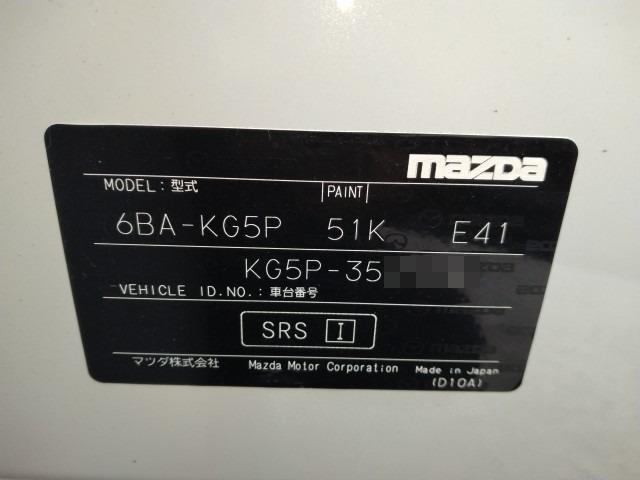 mazda
MODEL: 型式 PAINT
6BA-KG5P 51K E41
KG5P-35
VEHICLE ID.NO.: 車台番号
SRS I
マツダ株式会社 Mazda Motor Corporation Made in Japan
(D10A)